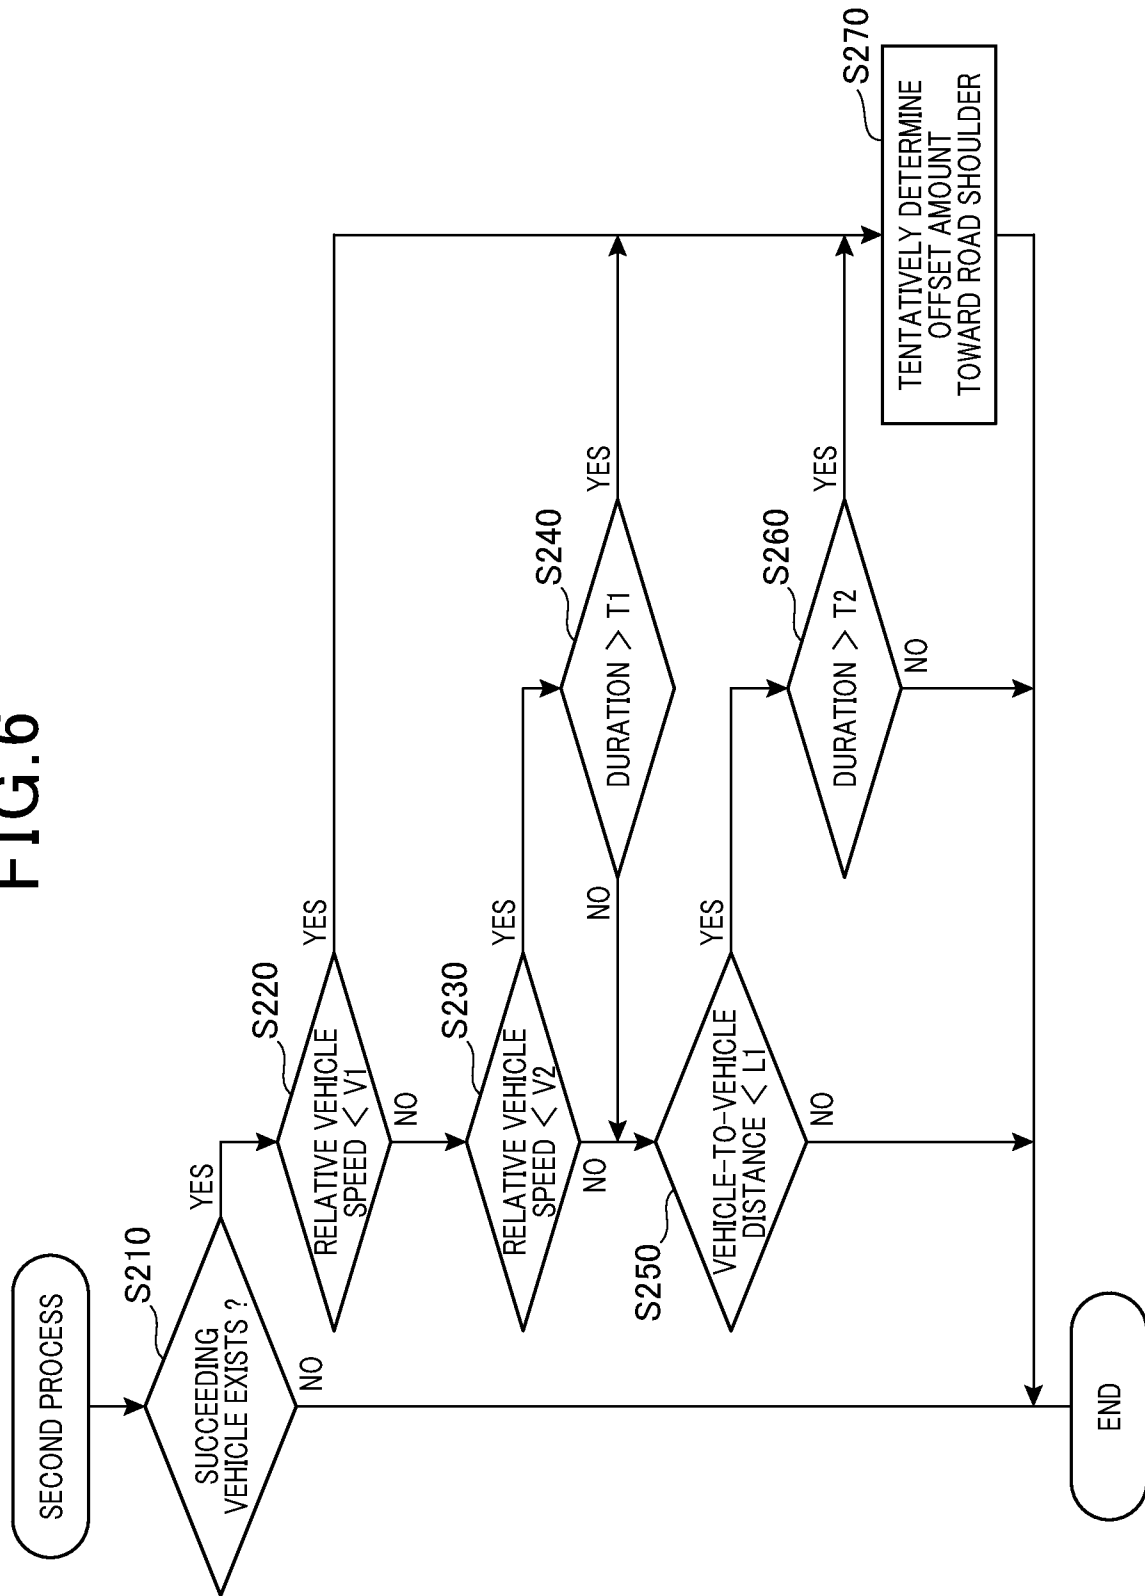 FIG.6
SECOND PROCESS
S210
SUCCEEDING
VEHICLE EXISTS ?
YES
NO
S220
RELATIVE VEHICLE
SPEED < V1
YES
NO
S230
RELATIVE VEHICLE
SPEED < V2
YES
NO
S240
DURATION > T1
YES
NO
S250
VEHICLE-TO-VEHICLE
DISTANCE < L1
YES
NO
S260
DURATION > T2
YES
NO
S270
TENTATIVELY DETERMINE
OFFSET AMOUNT
TOWARD ROAD SHOULDER
END